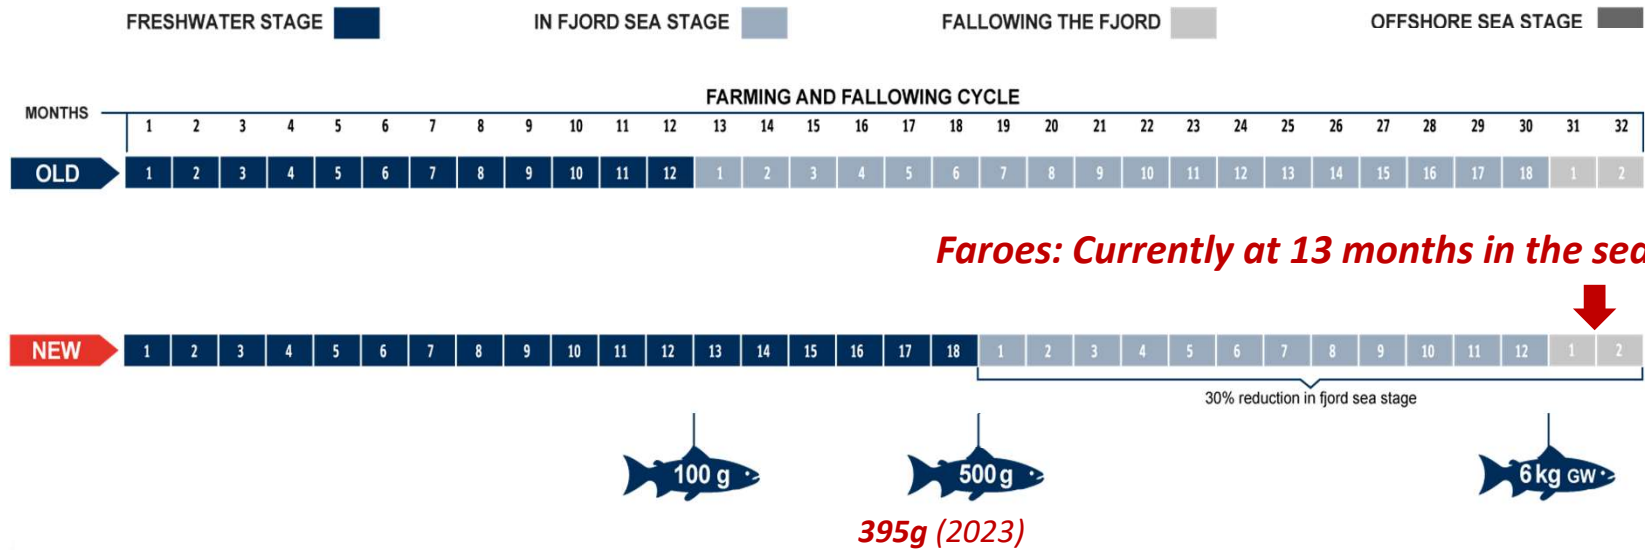 FRESHWATER STAGE IN FJORD SEA STAGE FALLOWING THE FJORD OFFSHORE SEA STAGE
FARMING AND FALLOWING CYCLE
MONTHS 1 2 3 4 5 6 7 8 9 10 11 12 13 14 15 16 17 18 19 20 21 22 23 24 25 26 27 28 29 30 31 32
OLD 1 2 3 4 5 6 7 8 9 10 11 12 1 2 3 4 5 6 7 8 9 10 11 12 13 14 15 16 17 18 1 2
Faroes: Currently at 13 months in the sea
NEW 1 2 3 4 5 6 7 8 9 10 11 12 13 14 15 16 17 18 1 2 3 4 5 6 7 8 9 10 11 12 1 2
30% reduction in fjord sea stage
100 g 500 g 6 kg GW
395g (2023)